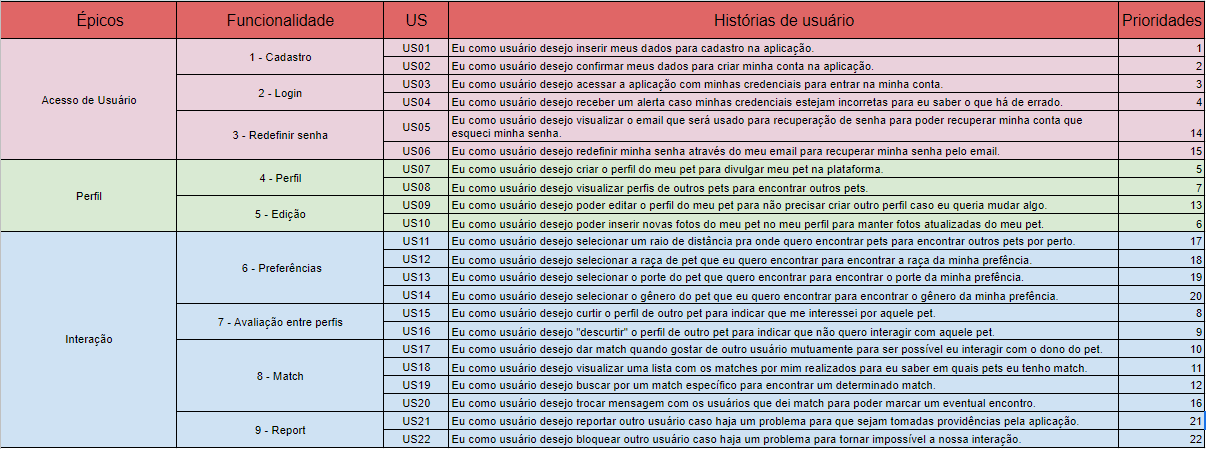 Épicos Funcionalidade US Histórias de usuário Prioridades
Acesso de Usuário
1 - Cadastro
US01 Eu como usuário desejo inserir meus dados para cadastro na aplicação. 1
US02 Eu como usuário desejo confirmar meus dados para criar minha conta na aplicação. 2
2 - Login
US03 Eu como usuário desejo acessar a aplicação com minhas credenciais para entrar na minha conta. 3
US04 Eu como usuário desejo receber um alerta caso minhas credenciais estejam incorretas para eu saber o que há de errado. 4
3 - Redefinir senha
US05 Eu como usuário desejo visualizar o email que será usado para recuperação de senha para poder recuperar minha conta que
esqueci minha senha. 14
US06 Eu como usuário desejo redefinir minha senha através do meu email para recuperar minha senha pelo email. 15
Perfil
4 - Perfil
US07 Eu como usuário desejo criar o perfil do meu pet para divulgar meu pet na plataforma. 5
US08 Eu como usuário desejo visualizar perfis de outros pets para encontrar outros pets. 7
5 - Edição
US09 Eu como usuário desejo poder editar o perfil do meu pet para não precisar criar outro perfil caso eu queria mudar algo. 13
US10 Eu como usuário desejo poder inserir novas fotos do meu pet no meu perfil para manter fotos atualizadas do meu pet. 6
Interação
6 - Preferências
US11 Eu como usuário desejo selecionar um raio de distância pra onde quero encontrar pets para encontrar outros pets por perto. 17
US12 Eu como usuário desejo selecionar a raça de pet que eu quero encontrar para encontrar a raça da minha prefência. 18
US13 Eu como usuário desejo selecionar o porte do pet que quero encontrar para encontrar o porte da minha prefência. 19
US14 Eu como usuário desejo selecionar o gênero do pet que eu quero encontrar para encontrar o gênero da minha prefência. 20
7 - Avaliação entre perfis
US15 Eu como usuário desejo curtir o perfil de outro pet para indicar que me interessei por aquele pet. 8
US16 Eu como usuário desejo "descurtir" o perfil de outro pet para indicar que não quero interagir com aquele pet. 9
8 - Match
US17 Eu como usuário desejo dar match quando gostar de outro usuário mutuamente para ser possível eu interagir com o dono do pet. 10
US18 Eu como usuário desejo visualizar uma lista com os matches por mim realizados para eu saber em quais pets eu tenho match. 11
US19 Eu como usuário desejo buscar por um match específico para encontrar um determinado match. 12
US20 Eu como usuário desejo trocar mensagem com os usuários que dei match para poder marcar um eventual encontro. 16
9 - Report
US21 Eu como usuário desejo reportar outro usuário caso haja um problema para que sejam tomadas providências pela aplicação. 21
US22 Eu como usuário desejo bloquear outro usuário caso haja um problema para tornar impossível a nossa interação. 22